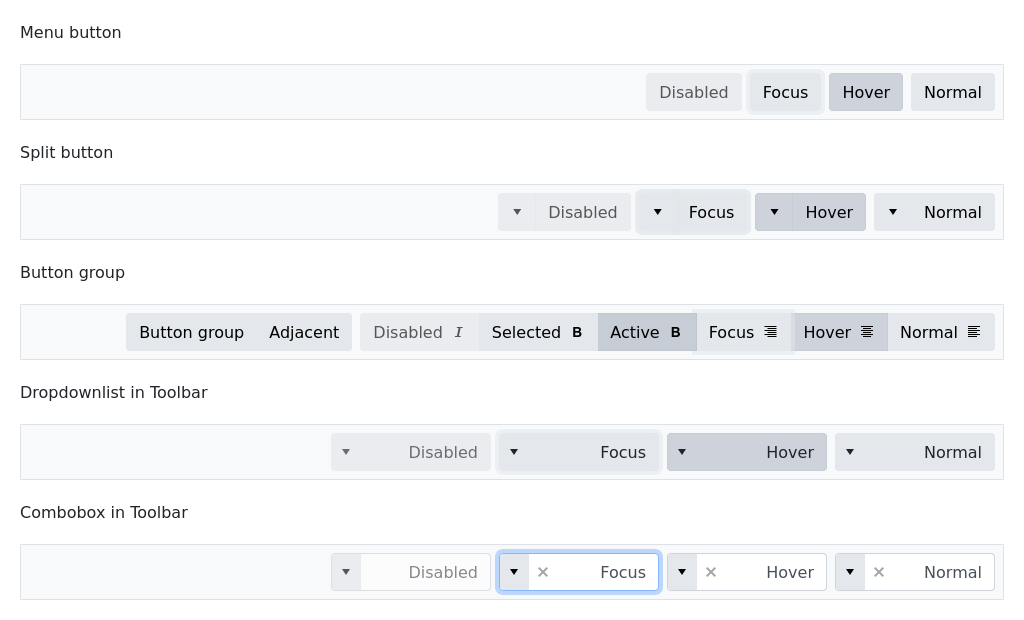 Menu button
Disabled Focus Hover Normal
Split button
Disabled Focus Hover Normal
Button group
Button group Adjacent Disabled I Selected B Active B Focus Hover Normal
Dropdownlist in Toolbar
Disabled Focus Hover Normal
Combobox in Toolbar
Disabled Focus Hover Normal